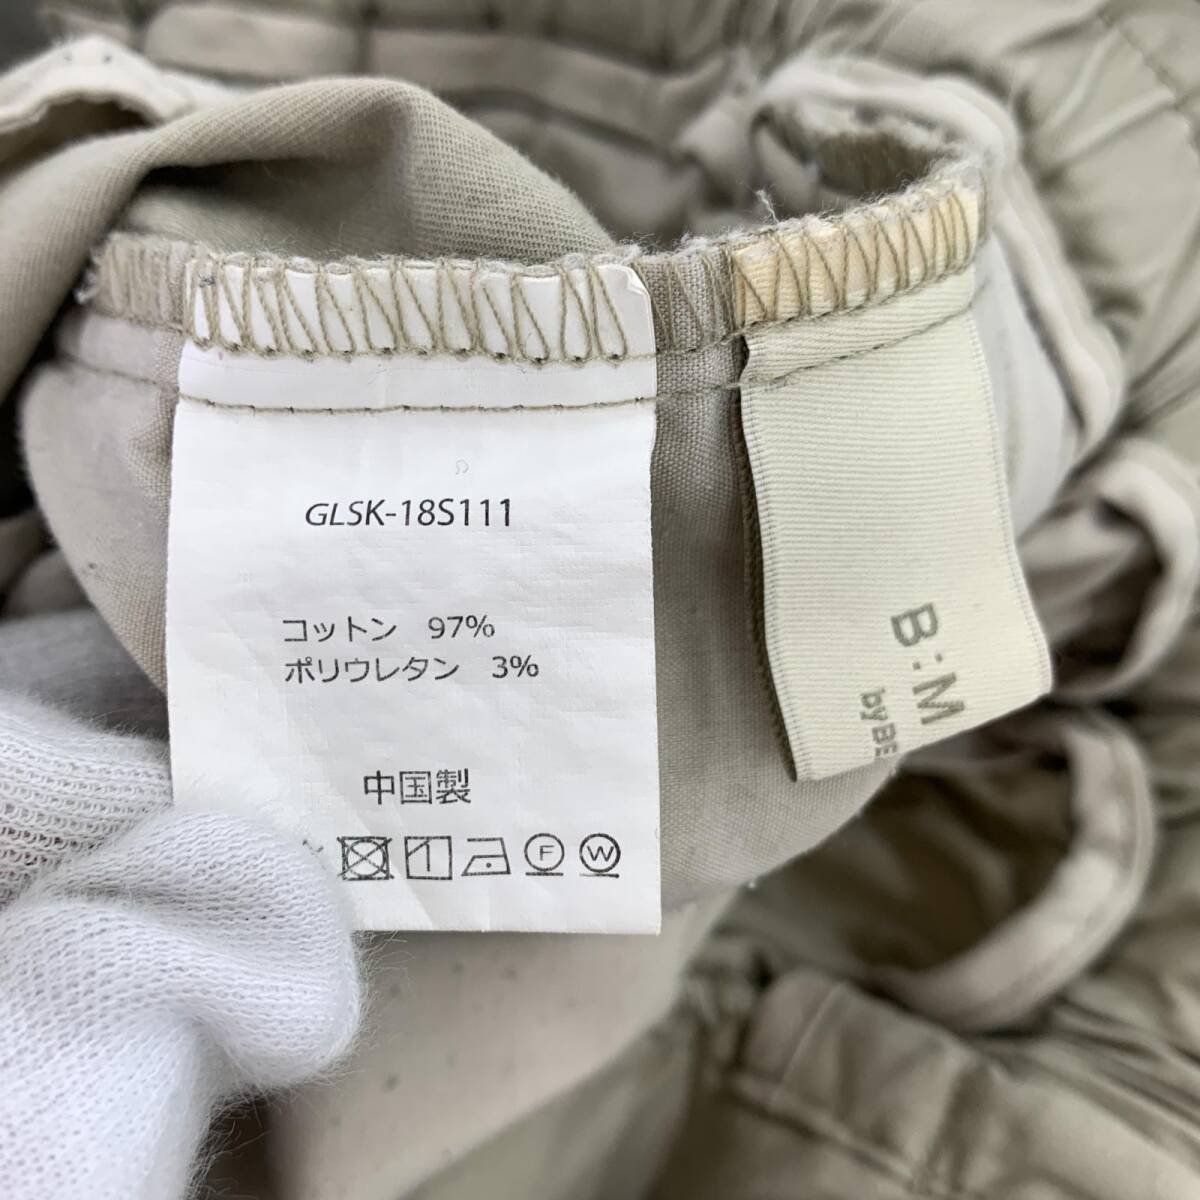 GLSK-18S111
コットン 97%
ポリウレタン 3%
中国製
F W
B:M
by BE